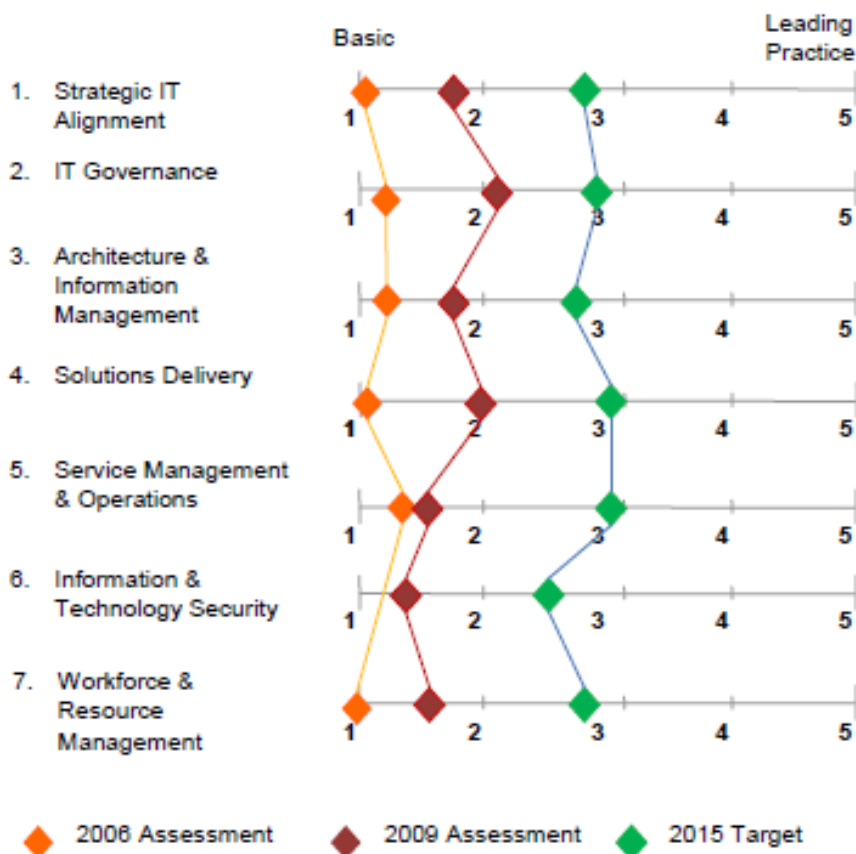 Basic
Leading
Practice
1. Strategic IT
Alignment
1 2 3 4 5
2. IT Governance
1 2 3 4 5
3. Architecture &
Information
Management
1 2 3 4 5
4. Solutions Delivery
1 2 3 4 5
5. Service Management
& Operations
1 2 3 4 5
6. Information &
Technology Security
1 2 3 4 5
7. Workforce &
Resource
Management
1 2 3 4 5
2006 Assessment 2009 Assessment 2015 Target